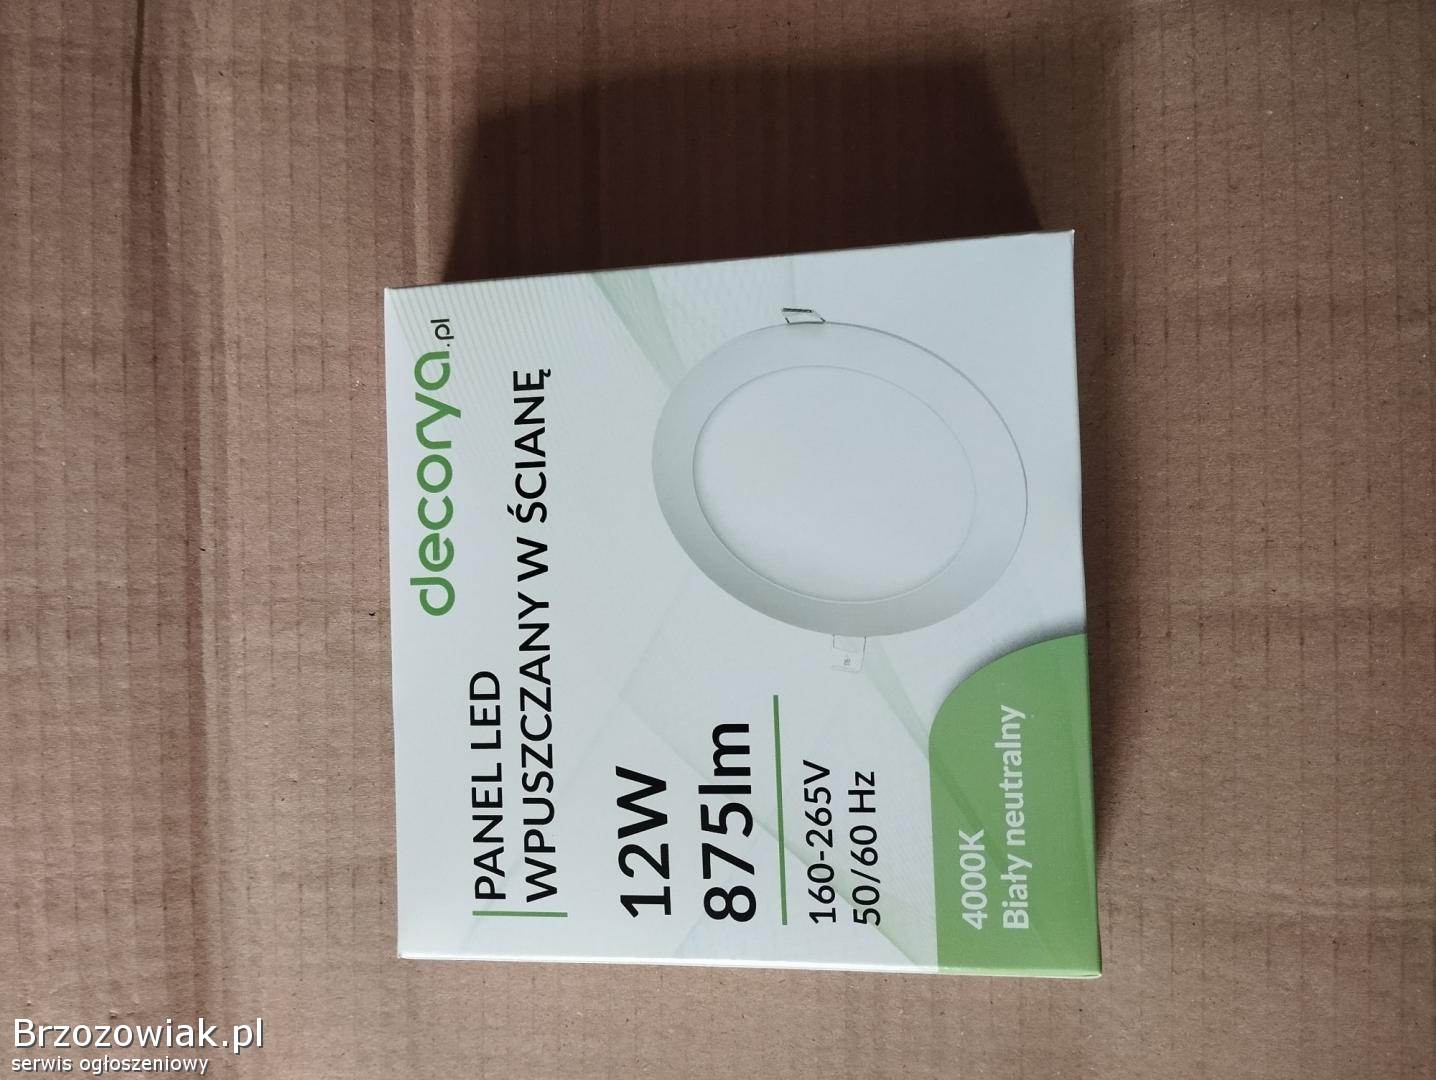 decorya.pl
PANEL LED
WPUSZCZANY W ŚCIANĘ
12W
875lm
160-265V
50/60 Hz
4000K
Biały neutralny
Brzozowiak.pl
serwis ogłoszeniowy